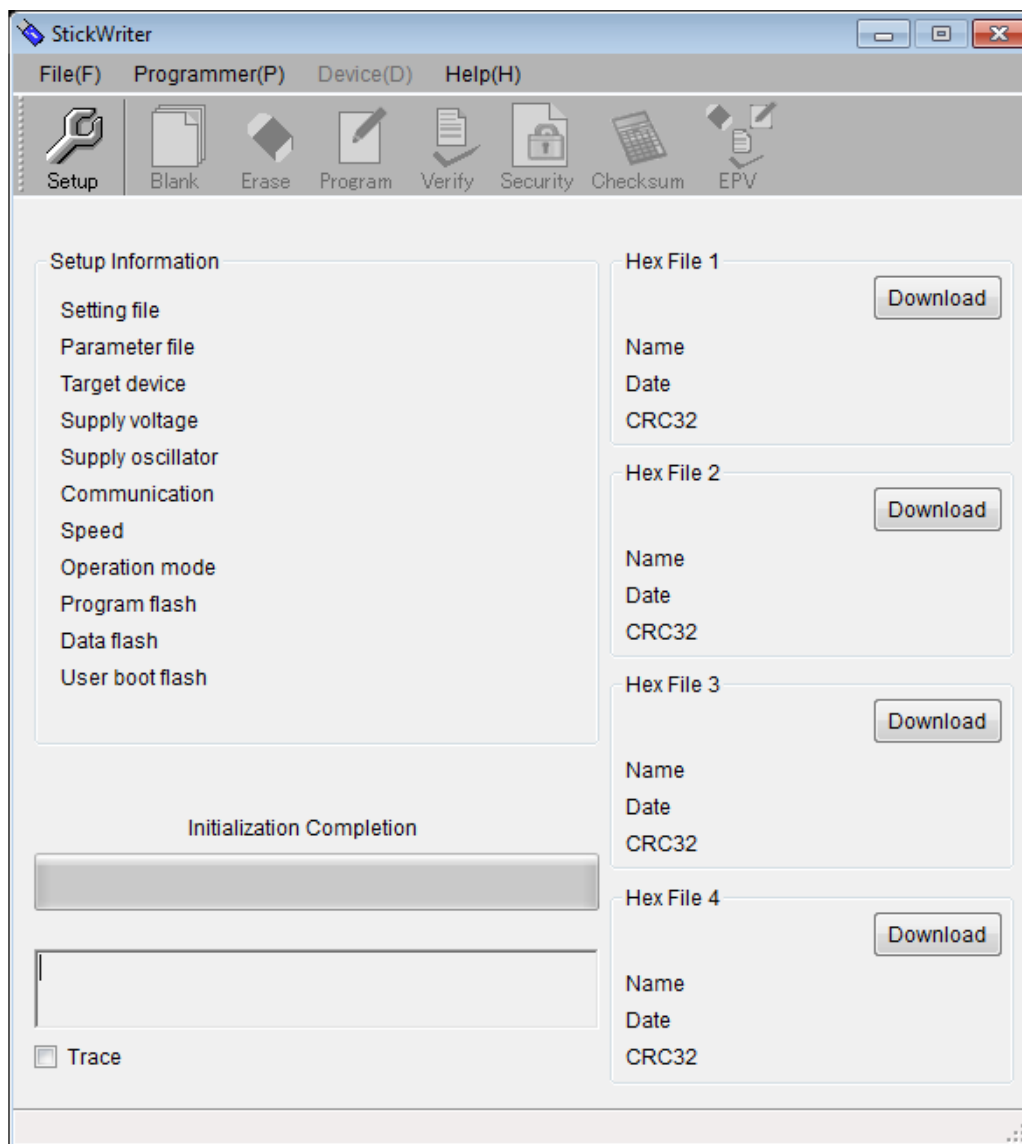 StickWriter
File(F) Programmer(P) Device(D) Help(H)
Setup Blank Erase Program Verify Security Checksum EPV
Setup Information
Setting file
Parameter file
Target device
Supply voltage
Supply oscillator
Communication
Speed
Operation mode
Program flash
Data flash
User boot flash
Initialization Completion
Trace
Hex File 1
Download
Name
Date
CRC32
Hex File 2
Download
Name
Date
CRC32
Hex File 3
Download
Name
Date
CRC32
Hex File 4
Download
Name
Date
CRC32